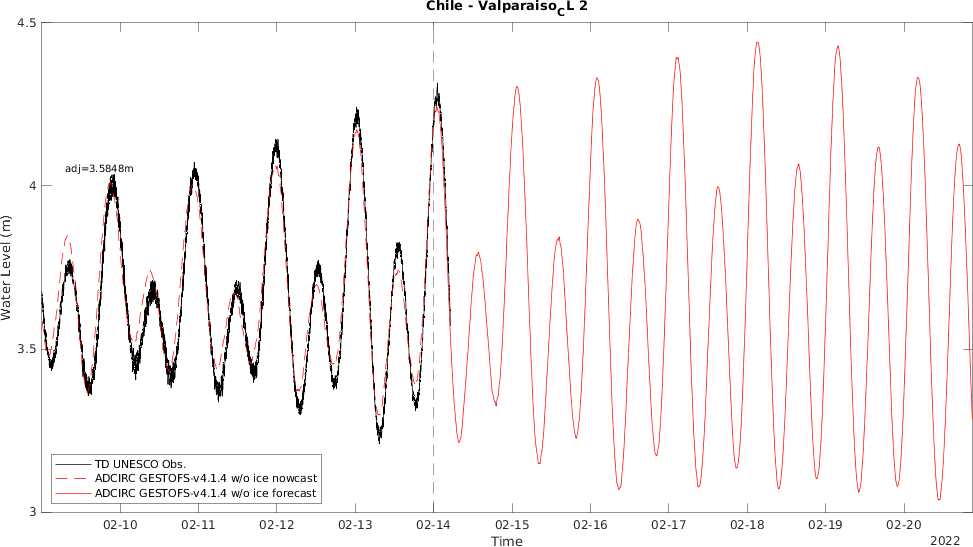 Chile - Valparaiso_CL 2
adj=3.5848m
Water Level (m)
4.5
4
3.5
3
TD UNESCO Obs.
ADCIRC GESTOFS-v4.1.4 w/o ice nowcast
ADCIRC GESTOFS-v4.1.4 w/o ice forecast
02-10 02-11 02-12 02-13 02-14 02-15 02-16 02-17 02-18 02-19 02-20
Time
2022